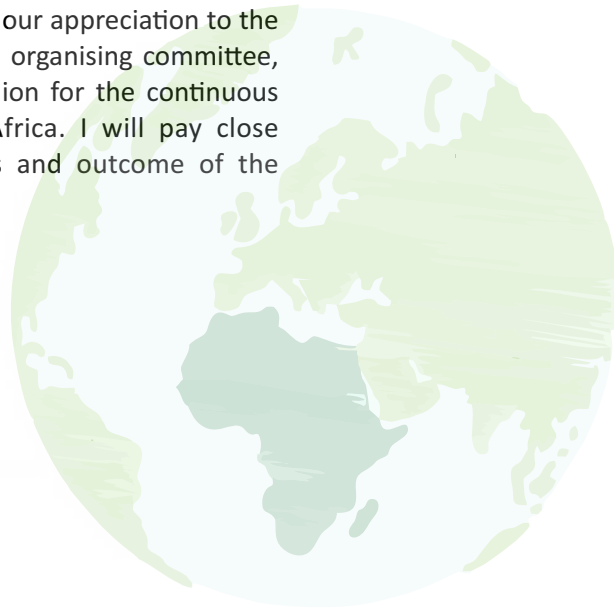 our appreciation to the
organising committee,
ion for the continuous
frica. I will pay close
and outcome of the